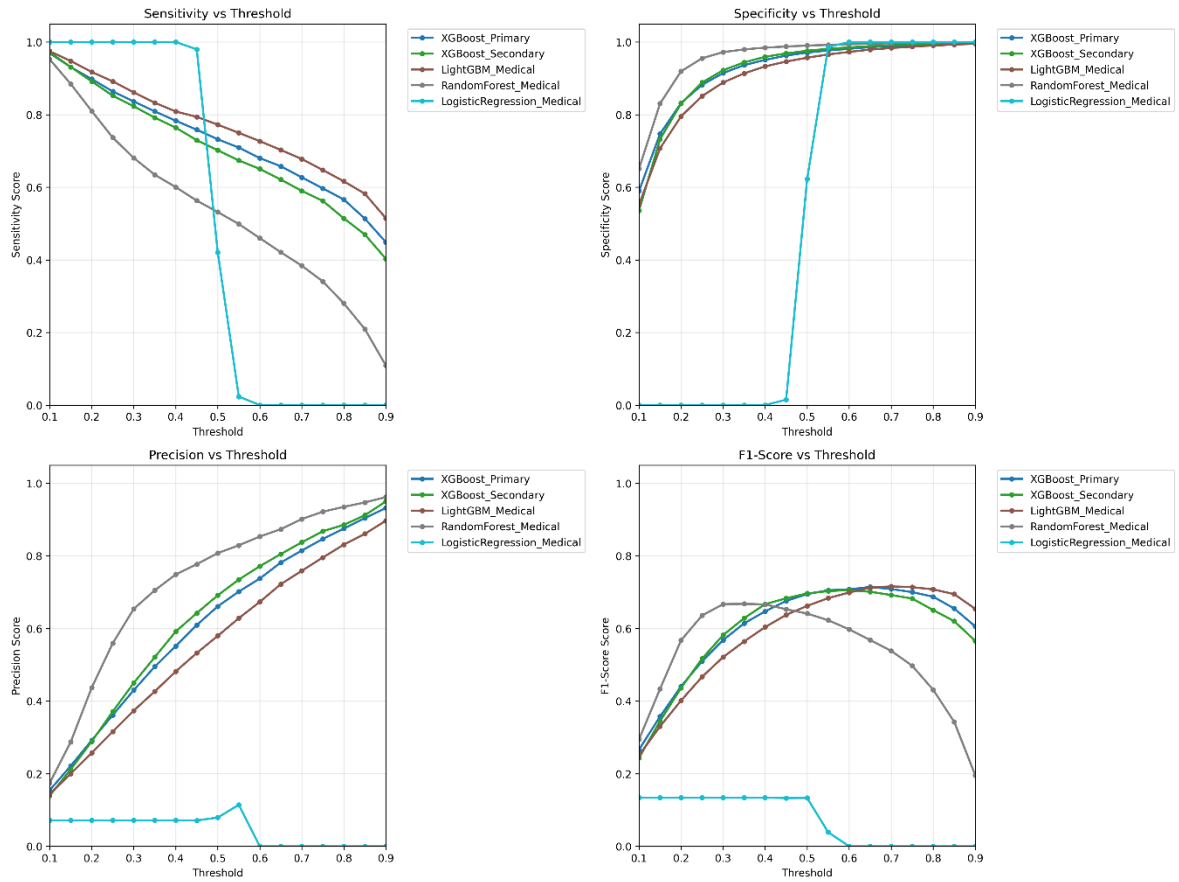 Sensitivity vs Threshold
1.0
0.8
0.6
0.4
0.2
0.0
Sensitivity Score
0.1 0.2 0.3 0.4 0.5 0.6 0.7 0.8 0.9
Threshold
XGBoost_Primary
XGBoost_Secondary
LightGBM_Medical
RandomForest_Medical
LogisticRegression_Medical
Specificity vs Threshold
1.0
0.8
0.6
0.4
0.2
0.0
Specificity Score
0.1 0.2 0.3 0.4 0.5 0.6 0.7 0.8 0.9
Threshold
XGBoost_Primary
XGBoost_Secondary
LightGBM_Medical
RandomForest_Medical
LogisticRegression_Medical
Precision vs Threshold
1.0
0.8
0.6
0.4
0.2
0.0
Precision Score
0.1 0.2 0.3 0.4 0.5 0.6 0.7 0.8 0.9
Threshold
XGBoost_Primary
XGBoost_Secondary
LightGBM_Medical
RandomForest_Medical
LogisticRegression_Medical
F1-Score vs Threshold
1.0
0.8
0.6
0.4
0.2
0.0
F1-Score Score
0.1 0.2 0.3 0.4 0.5 0.6 0.7 0.8 0.9
Threshold
XGBoost_Primary
XGBoost_Secondary
LightGBM_Medical
RandomForest_Medical
LogisticRegression_Medical